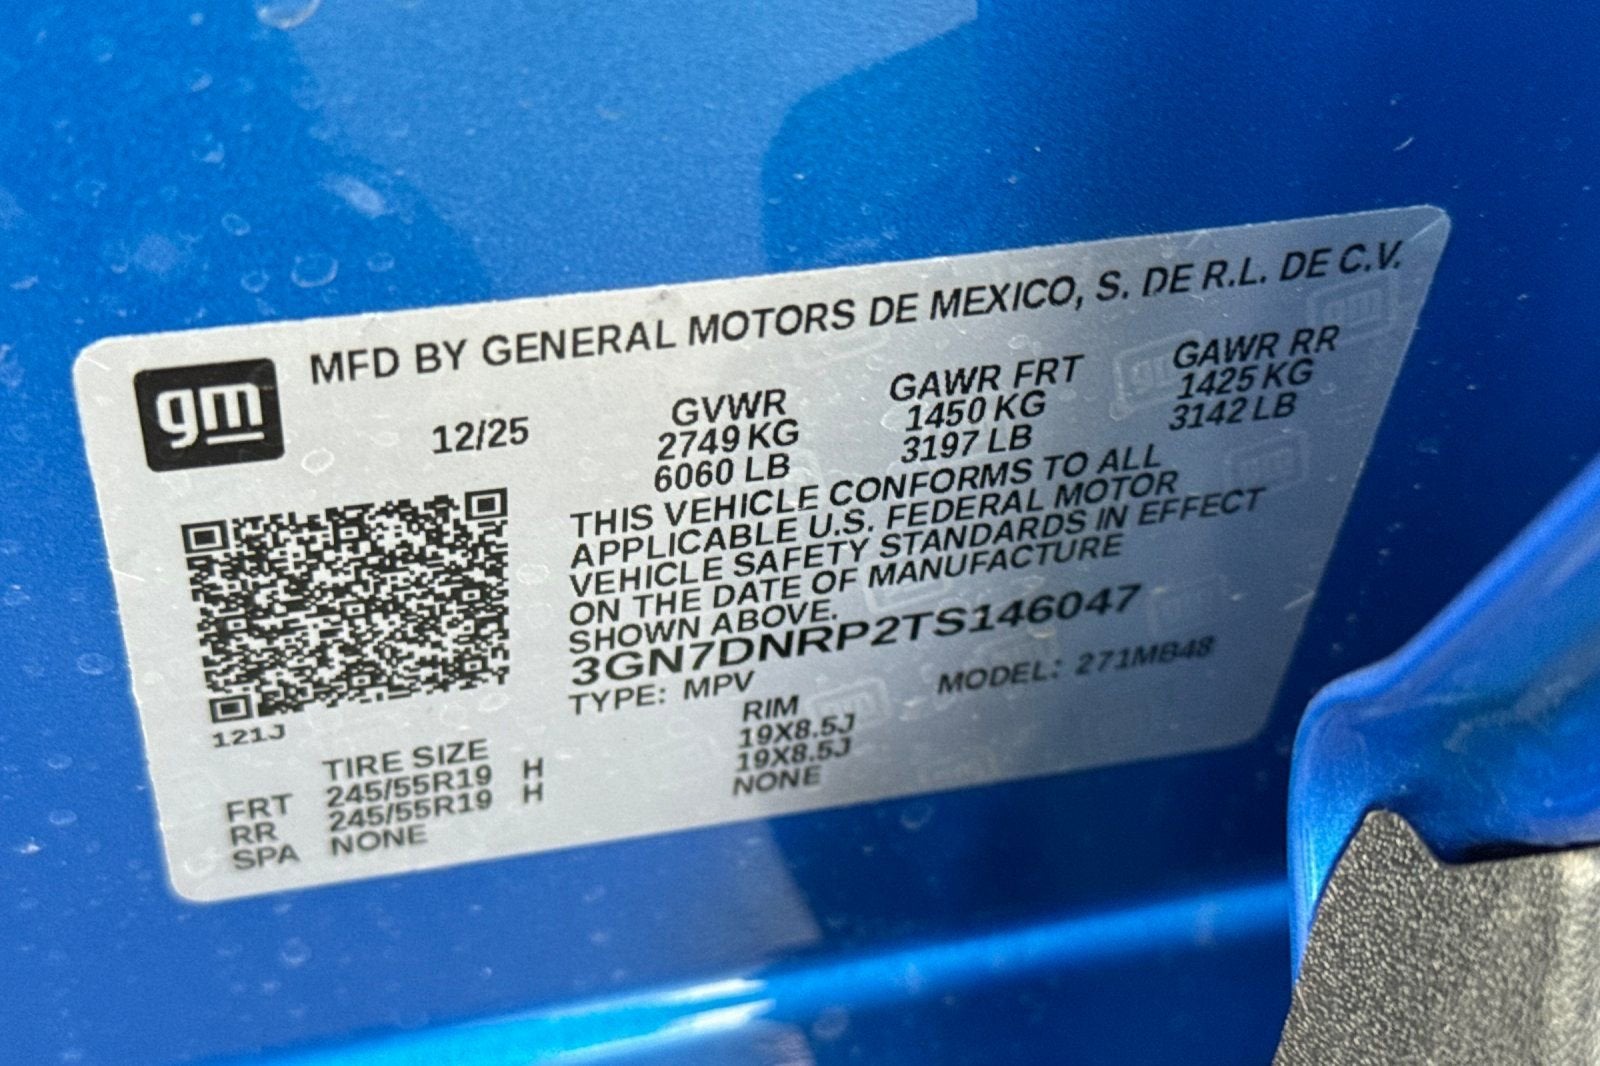 gm
MFD BY GENERAL MOTORS DE MEXICO, S. DE R.L. DE C.V.
12/25 GVWR GAWR FRT GAWR RR
2749 KG 1450 KG 1425 KG
6060 LB 3197 LB 3142 LB
THIS VEHICLE CONFORMS TO ALL
APPLICABLE U.S. FEDERAL MOTOR
VEHICLE SAFETY STANDARDS IN EFFECT
ON THE DATE OF MANUFACTURE
SHOWN ABOVE.
3GN7DNRP2TS146047
TYPE: MPV MODEL: 271MB48
121J
TIRE SIZE RIM
FRT 245/55R19 H 19X8.5J
RR 245/55R19 H 19X8.5J
SPA NONE NONE